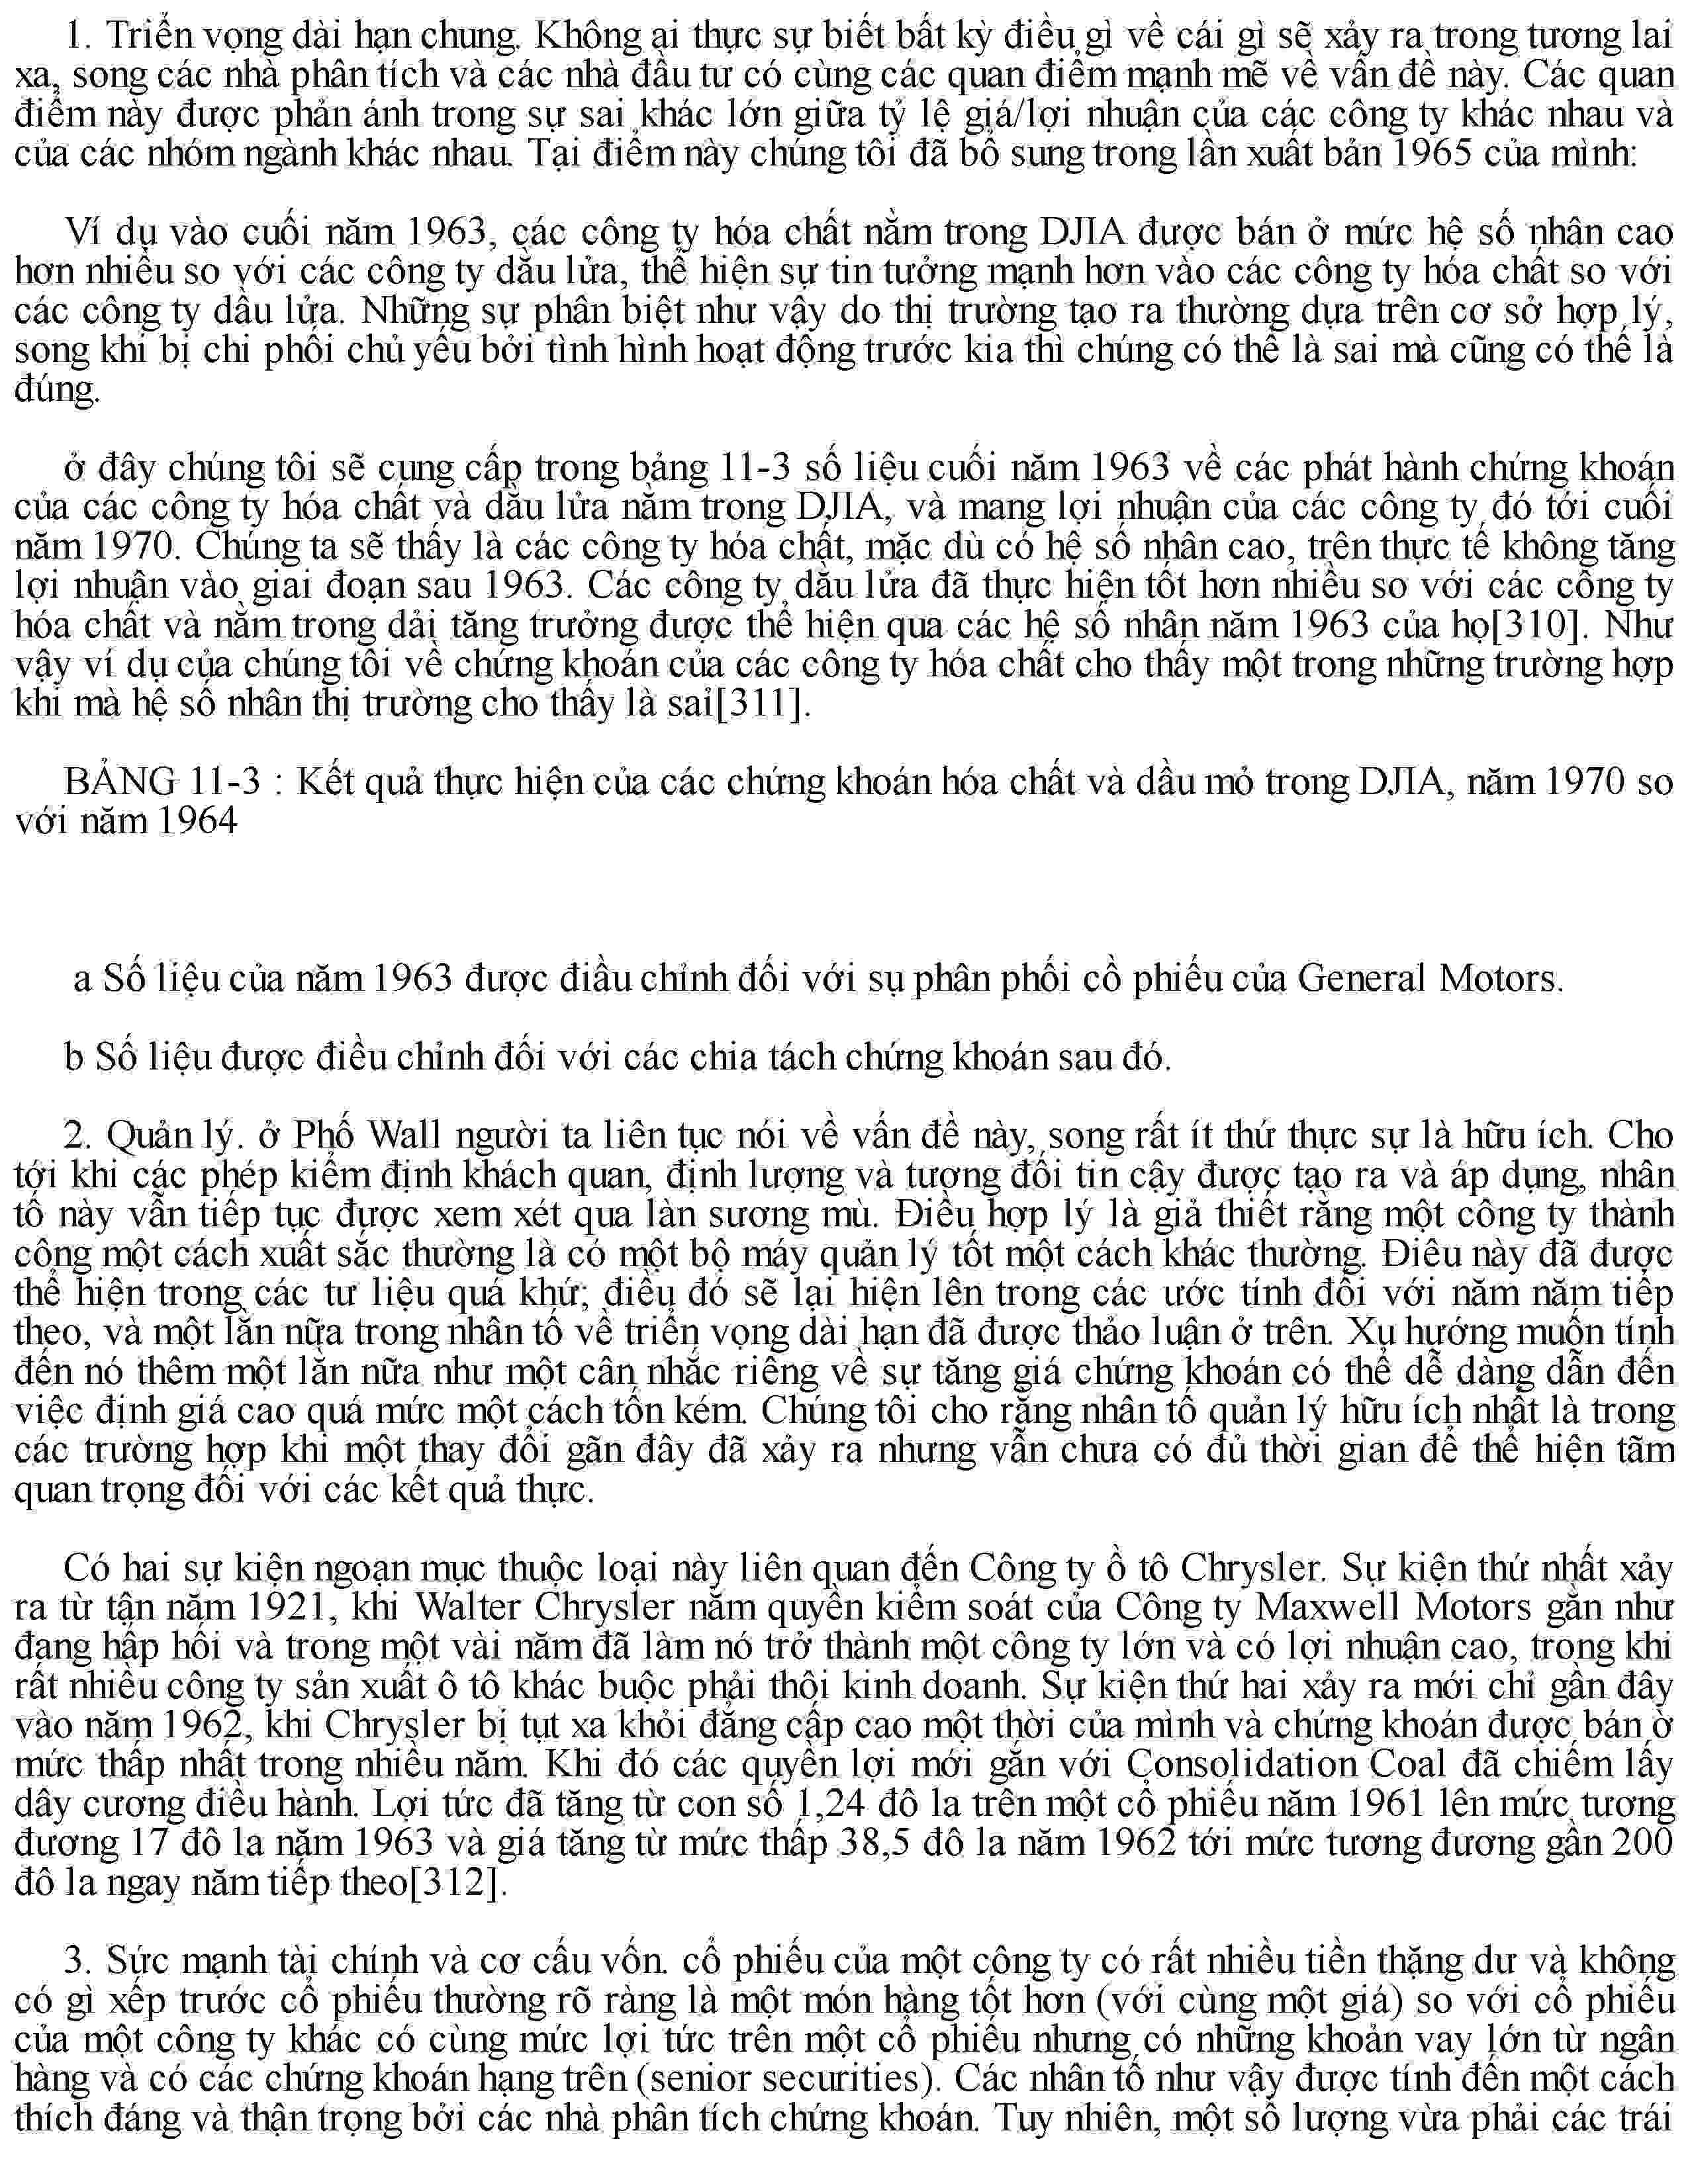 1. Triển vọng dài hạn chung. Không ai thực sự biết bất kỳ điều gì về cái gì sẽ xảy ra trong tương lai
xa, song các nhà phân tích và các nhà đầu tư có cùng các quan điểm mạnh mẽ về vấn đề này. Các quan
điểm này được phản ánh trong sự sai khác lớn giữa tỷ lệ giá/lợi nhuận của các công ty khác nhau và
của các nhóm ngành khác nhau. Tại điểm này chúng tôi đã bổ sung trong lần xuất bản 1965 của mình:
Ví dụ vào cuối năm 1963, các công ty hóa chất nằm trong DJIA được bán ở mức hệ số nhân cao
hơn nhiều so với các công ty dầu lửa, thể hiện sự tin tưởng mạnh hơn vào các công ty hóa chất so với
các công ty dầu lửa. Những sự phân biệt như vậy do thị trường tạo ra thường dựa trên cơ sở hợp lý,
song khi bị chi phối chủ yếu bởi tình hình hoạt động trước kia thì chúng có thể là sai mà cũng có thể là
đúng.
ở đây chúng tôi sẽ cung cấp trong bảng 11-3 số liệu cuối năm 1963 về các phát hành chứng khoán
của các công ty hóa chất và dầu lửa nằm trong DJIA, và mang lợi nhuận của các công ty đó tới cuối
năm 1970. Chúng ta sẽ thấy là các công ty hóa chất, mặc dù có hệ số nhân cao, trên thực tế không tăng
lợi nhuận vào giai đoạn sau 1963. Các công ty dầu lửa đã thực hiện tốt hơn nhiều so với các công ty
hóa chất và nằm trong dải tăng trưởng được thể hiện qua các hệ số nhân năm 1963 của họ[310]. Như
vậy ví dụ của chúng tôi về chứng khoán của các công ty hóa chất cho thấy một trong những trường hợp
khi mà hệ số nhân thị trường cho thấy là sai[311].
BẢNG 11-3 : Kết quả thực hiện của các chứng khoán hóa chất và dầu mỏ trong DJIA, năm 1970 so
với năm 1964
a Số liệu của năm 1963 được điều chỉnh đối với sụ phân phối cồ phiếu của General Motors.
b Số liệu được điều chỉnh đối với các chia tách chứng khoán sau đó.
2. Quản lý. ở Phố Wall người ta liên tục nói về vấn đề này, song rất ít thứ thực sự là hữu ích. Cho
tới khi các phép kiểm định khách quan, định lượng và tương đối tin cậy được tạo ra và áp dụng, nhân
tố này vẫn tiếp tục được xem xét qua làn sương mù. Điều hợp lý là giả thiết rằng một công ty thành
công một cách xuất sắc thường là có một bộ máy quản lý tốt một cách khác thường. Điều này đã được
thể hiện trong các tư liệu quá khứ; điều đó sẽ lại hiện lên trong các ước tính đối với năm năm tiếp
theo, và một lần nữa trong nhân tố về triển vọng dài hạn đã được thảo luận ở trên. Xu hướng muốn tính
đến nó thêm một lần nữa như một cân nhắc riêng về sự tăng giá chứng khoán có thể dễ dàng dẫn đến
việc định giá cao quá mức một cách tốn kém. Chúng tôi cho rằng nhân tố quản lý hữu ích nhất là trong
các trường hợp khi một thay đổi gần đây đã xảy ra nhưng vẫn chưa có đủ thời gian để thể hiện tầm
quan trọng đối với các kết quả thực.
Có hai sự kiện ngoạn mục thuộc loại này liên quan đến Công ty ồ tô Chrysler. Sự kiện thứ nhất xảy
ra từ tận năm 1921, khi Walter Chrysler nắm quyền kiểm soát của Công ty Maxwell Motors gần như
đang hấp hối và trong một vài năm đã làm nó trở thành một công ty lớn và có lợi nhuận cao, trong khi
rất nhiều công ty sản xuất ô tô khác buộc phải thôi kinh doanh. Sự kiện thứ hai xảy ra mới chỉ gần đây
vào năm 1962, khi Chrysler bị tụt xa khỏi đẳng cấp cao một thời của mình và chứng khoán được bán ở
mức thấp nhất trong nhiều năm. Khi đó các quyền lợi mới gắn với Consolidation Coal đã chiếm lấy
dây cương điều hành. Lợi tức đã tăng từ con số 1,24 đô la trên một cổ phiếu năm 1961 lên mức tương
đương 17 đô la năm 1963 và giá tăng từ mức thấp 38,5 đô la năm 1962 tới mức tương đương gần 200
đô la ngay năm tiếp theo[312].
3. Sức mạnh tài chính và cơ cấu vốn. cổ phiếu của một công ty có rất nhiều tiền thặng dư và không
có gì xếp trước cổ phiếu thường rõ ràng là một món hàng tốt hơn (với cùng một giá) so với cổ phiếu
của một công ty khác có cùng mức lợi tức trên một cổ phiếu nhưng có những khoản vay lớn từ ngân
hàng và có các chứng khoán hạng trên (senior securities). Các nhân tố như vậy được tính đến một cách
thích đáng và thận trọng bởi các nhà phân tích chứng khoán. Tuy nhiên, một số lượng vừa phải các trái